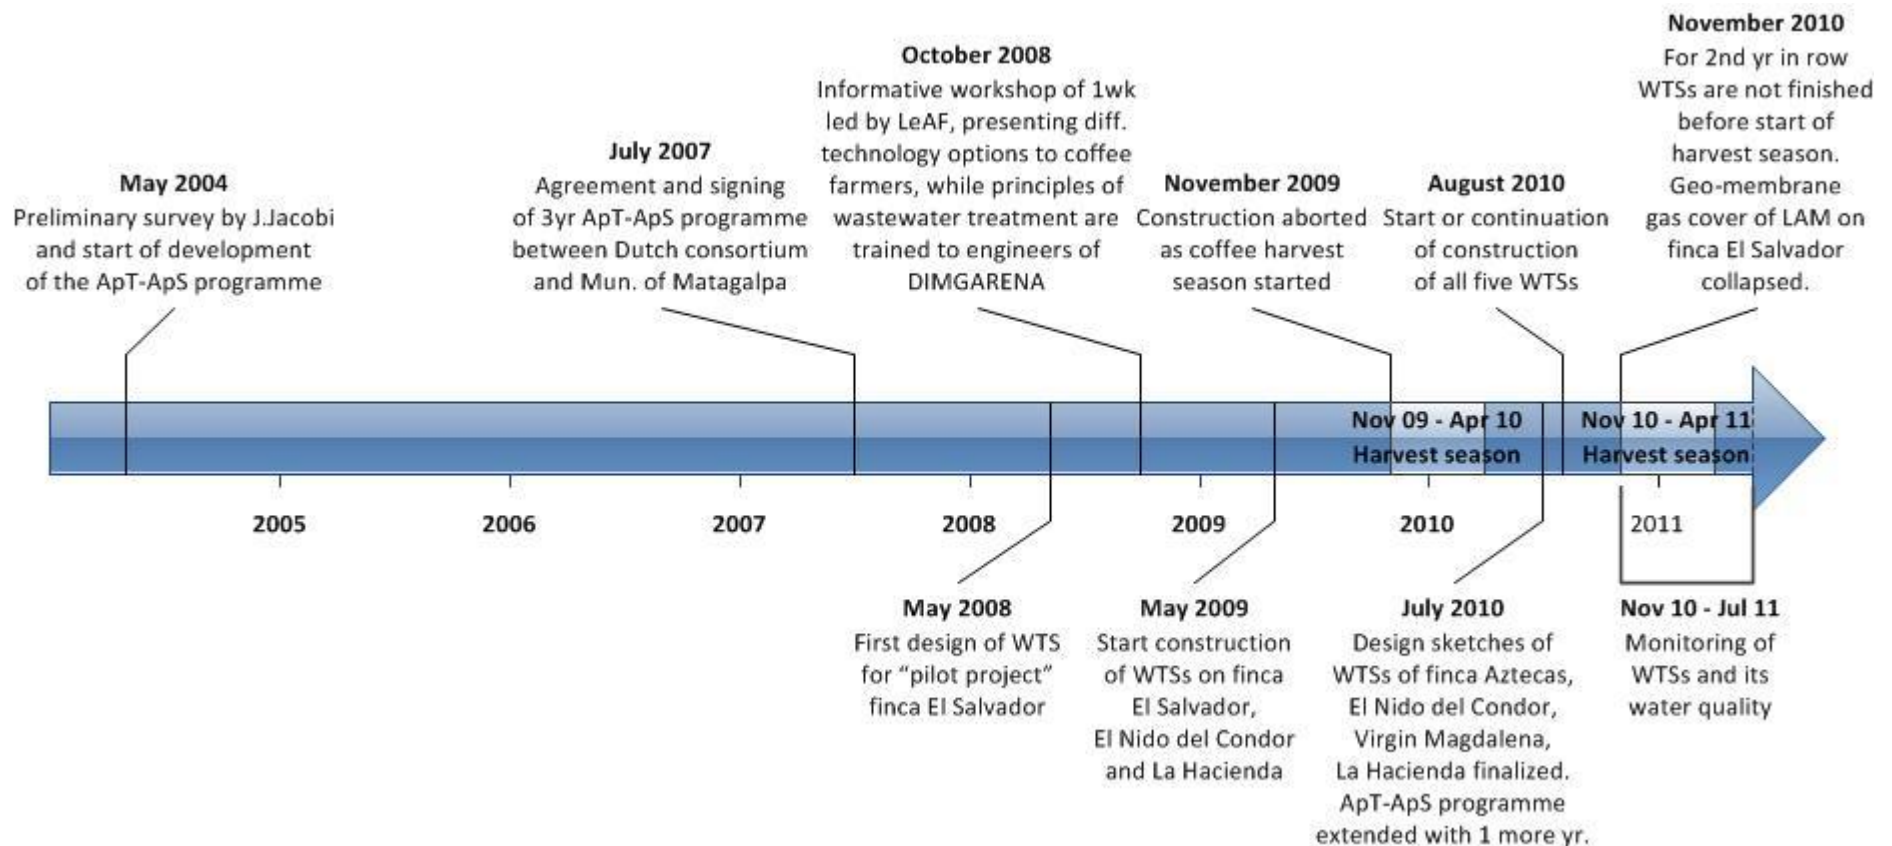 May 2004
Preliminary survey by J.Jacobi
and start of development
of the ApT-ApS programme
July 2007
Agreement and signing
of 3yr ApT-ApS programme
between Dutch consortium
and Mun. of Matagalpa
October 2008
Informative workshop of 1wk
led by LeAF, presenting diff.
technology options to coffee
farmers, while principles of
wastewater treatment are
trained to engineers of
DIMGARENA
November 2009
Construction aborted
as coffee harvest
season started
August 2010
Start or continuation
of construction
of all five WTSs
November 2010
For 2nd yr in row
WTSs are not finished
before start of
harvest season.
Geo-membrane
gas cover of LAM on
finca El Salvador
collapsed.
Nov 09 - Apr 10
Harvest season
Nov 10 - Apr 11
Harvest season
2005
2006
2007
2008
2009
2010
2011
May 2008
First design of WTS
for “pilot project”
finca El Salvador
May 2009
Start construction
of WTSs on finca
El Salvador,
El Nido del Condor
and La Hacienda
July 2010
Design sketches of
WTSs of finca Aztecas,
El Nido del Condor,
Virgin Magdalena,
La Hacienda finalized.
ApT-ApS programme
extended with 1 more yr.
Nov 10 - Jul 11
Monitoring of
WTSs and its
water quality